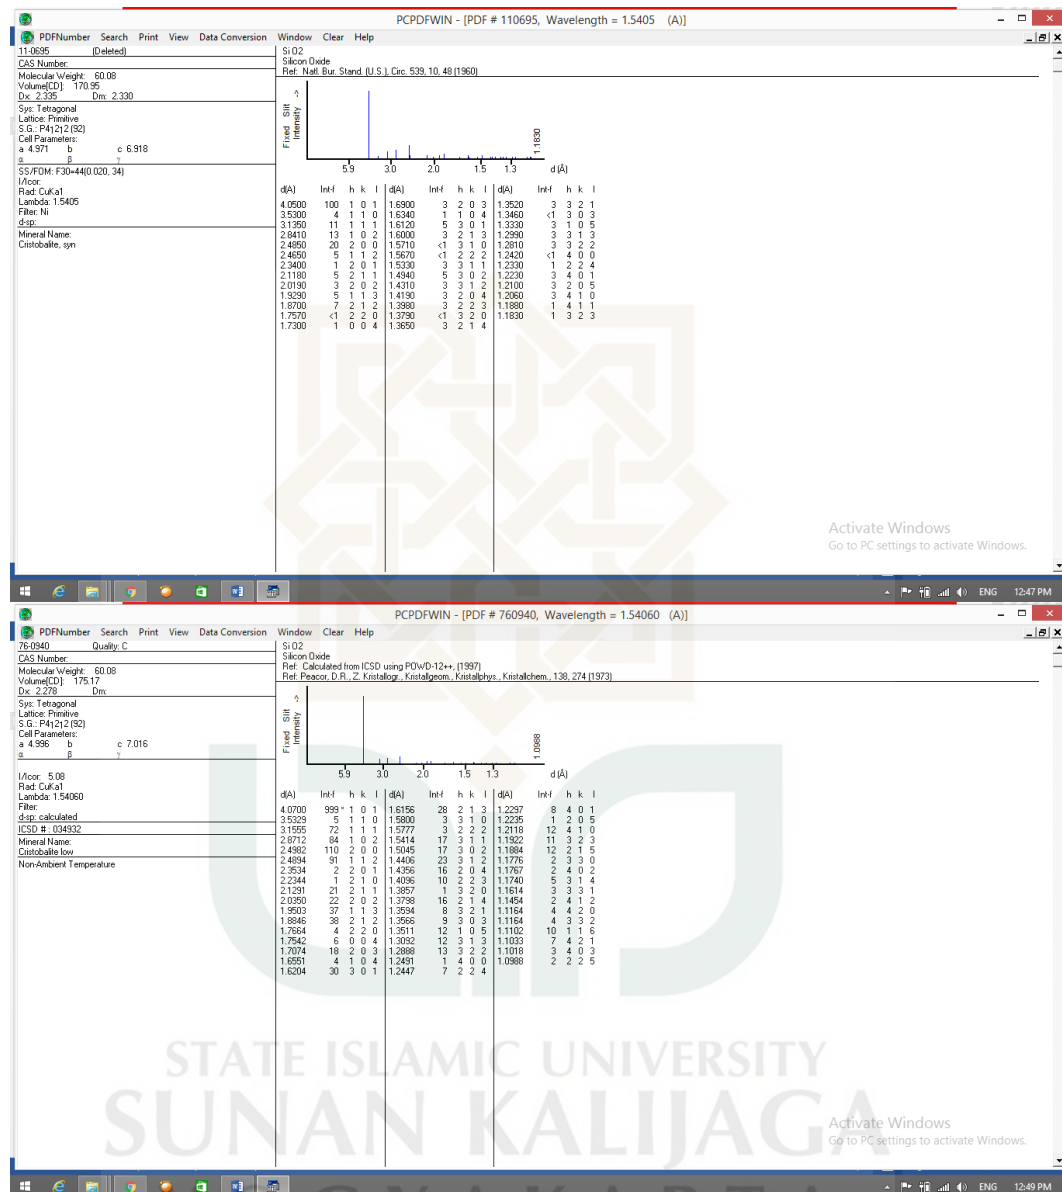 PCPDFWIN - [PDF # 110695, Wavelength = 1.5405 (A)]
PDFNumber Search Print View Data Conversion Window Clear Help
11-0695 (Deleted)
CAS Number:
Molecular Weight: 60.08
Volume[CD]: 170.95
Dx: 2.335 Dm: 2.330
Sys: Tetragonal
Lattice: Primitive
S.G.: P41212 (92)
Cell Parameters:
a 4.971 b c 6.918
α β γ
SS/FOM: F30=44(0.020, 34)
I/Icor:
Rad: CuKa1
Lambda: 1.5405
Filter: Ni
d-sp:
Mineral Name:
Cristobalite, syn
Si O2
Silicon Oxide
Ref: Natl. Bur. Stand. (U.S.), Circ. 539, 10, 48 (1960)
Fixed Slit
Intensity ->
1.1830
5.9 3.0 2.0 1.5 1.3 d (Å)
d(A) Int-f h k l d(A) Int-f h k l d(A) Int-f h k l
4.0500 100 1 0 1 1.6900 3 2 0 3 1.3520 3 3 2 1
3.5300 4 1 1 0 1.6340 1 1 0 4 1.3460 <1 3 0 3
3.1350 11 1 1 1 1.6120 5 3 0 1 1.3330 3 1 0 5
2.8410 13 1 0 2 1.6000 3 2 1 3 1.2990 3 3 1 3
2.4850 20 2 0 0 1.5710 <1 3 1 0 1.2810 3 3 2 2
2.4650 5 1 1 2 1.5670 <1 2 2 2 1.2420 <1 4 0 0
2.3400 1 2 0 1 1.5330 3 3 1 1 1.2330 1 2 2 4
2.1180 5 2 1 1 1.4940 5 3 0 2 1.2230 3 4 0 1
2.0190 3 2 0 2 1.4310 3 3 1 2 1.2100 3 2 0 5
1.9290 5 1 1 3 1.4190 3 2 0 4 1.2060 3 4 1 0
1.8700 7 2 1 2 1.3980 3 2 2 3 1.1880 1 4 1 1
1.7570 <1 2 2 0 1.3790 <1 3 2 0 1.1830 1 3 2 3
1.7300 1 0 0 4 1.3650 3 2 1 4
Activate Windows
Go to PC settings to activate Windows.
ENG 12:47 PM
PCPDFWIN - [PDF # 760940, Wavelength = 1.54060 (A)]
PDFNumber Search Print View Data Conversion Window Clear Help
76-0940 Quality: C
CAS Number:
Molecular Weight: 60.08
Volume[CD]: 175.17
Dx: 2.278 Dm:
Sys: Tetragonal
Lattice: Primitive
S.G.: P41212 (92)
Cell Parameters:
a 4.996 b c 7.016
α β γ
I/Icor: 5.08
Rad: CuKa1
Lambda: 1.54060
Filter:
d-sp: calculated
ICSD # : 034932
Mineral Name:
Cristobalite low
Non-Ambient Temperature
Si O2
Silicon Oxide
Ref: Calculated from ICSD using POWD-12++, (1997)
Ref: Peacor, D.R., Z. Kristallogr., Kristallgeom., Kristallphys., Kristallchem., 138, 274 (1973)
Fixed Slit
Intensity ->
1.0988
5.9 3.0 2.0 1.5 1.3 d (Å)
d(A) Int-f h k l d(A) Int-f h k l d(A) Int-f h k l
4.0700 999 * 1 0 1 1.6156 28 2 1 3 1.2297 8 4 0 1
3.5329 5 1 1 0 1.5800 3 3 1 0 1.2235 1 2 0 5
3.1555 72 1 1 1 1.5777 3 2 2 2 1.2118 12 4 1 0
2.8712 84 1 0 2 1.5414 17 3 1 1 1.1922 11 3 2 3
2.4982 110 2 0 0 1.5045 17 3 0 2 1.1884 12 2 1 5
2.4894 91 1 1 2 1.4406 23 3 1 2 1.1776 2 3 3 0
2.3534 2 2 0 1 1.4356 16 2 0 4 1.1767 2 4 0 2
2.2344 1 2 1 0 1.4096 10 2 2 3 1.1740 5 3 1 4
2.1291 21 2 1 1 1.3857 1 3 2 0 1.1614 3 3 3 1
2.0350 22 2 0 2 1.3798 16 2 1 4 1.1454 2 4 1 2
1.9503 37 1 1 3 1.3594 8 3 2 1 1.1164 4 4 2 0
1.8846 38 2 1 2 1.3566 9 3 0 3 1.1164 4 3 3 2
1.7664 4 2 2 0 1.3511 12 1 0 5 1.1102 10 1 1 6
1.7542 6 0 0 4 1.3092 12 3 1 3 1.1033 7 4 2 1
1.7074 18 2 0 3 1.2888 13 3 2 2 1.1018 3 4 0 3
1.6551 4 1 0 4 1.2491 1 4 0 0 1.0988 2 2 2 5
1.6204 30 3 0 1 1.2447 7 2 2 4
STATE ISLAMIC UNIVERSITY
SUNAN KALIJAGA
Activate Windows
Go to PC settings to activate Windows.
ENG 12:49 PM